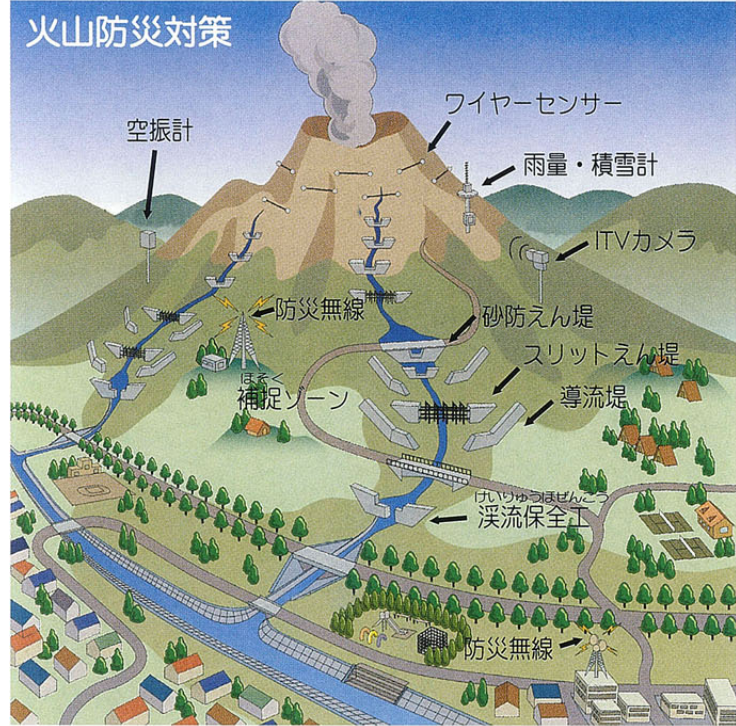 火山防災対策
ワイヤーセンサー
空振計
雨量・積雪計
ITVカメラ
防災無線
砂防えん堤
スリットえん堤
ほそく
補捉ゾーン
導流堤
けいりゅうほぜんこう
渓流保全工
防災無線